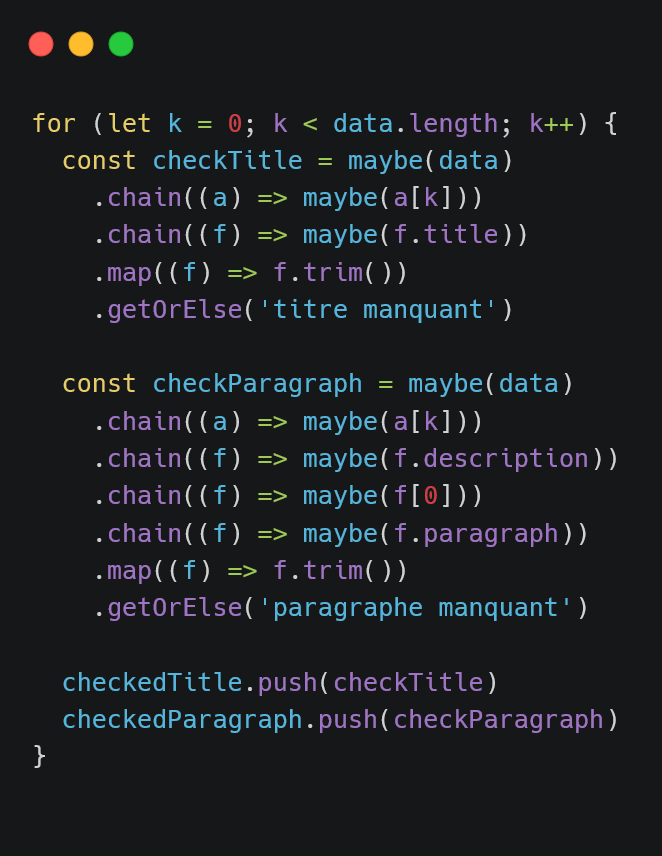 for (let k = 0; k < data.length; k++) {
  const checkTitle = maybe(data)
    .chain((a) => maybe(a[k]))
    .chain((f) => maybe(f.title))
    .map((f) => f.trim())
    .getOrElse('titre manquant')

  const checkParagraph = maybe(data)
    .chain((a) => maybe(a[k]))
    .chain((f) => maybe(f.description))
    .chain((f) => maybe(f[0]))
    .chain((f) => maybe(f.paragraph))
    .map((f) => f.trim())
    .getOrElse('paragraphe manquant')

  checkedTitle.push(checkTitle)
  checkedParagraph.push(checkParagraph)
}